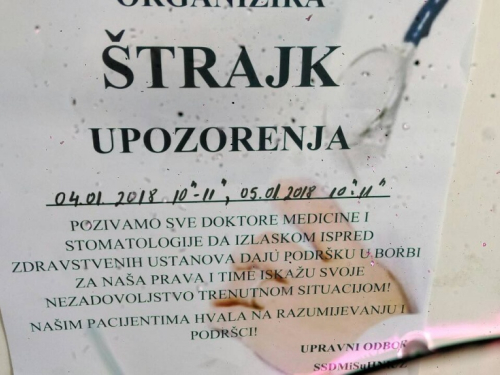 ORGANIZIRA
ŠTRAJK
UPOZORENJA
04.01 2018 10"-11", 05.01 2018 10"-11"
POZIVAMO SVE DOKTORE MEDICINE I
STOMATOLOGIJE DA IZLASKOM ISPRED
ZDRAVSTVENIH USTANOVA DAJU PODRŠKU U BORBI
ZA NAŠA PRAVA I TIME ISKAŽU SVOJE
NEZADOVOLJSTVO TRENUTNOM SITUACIJOM!
NAŠIM PACIJENTIMA HVALA NA RAZUMIJEVANJU I
PODRŠCI!
UPRAVNI ODBOR